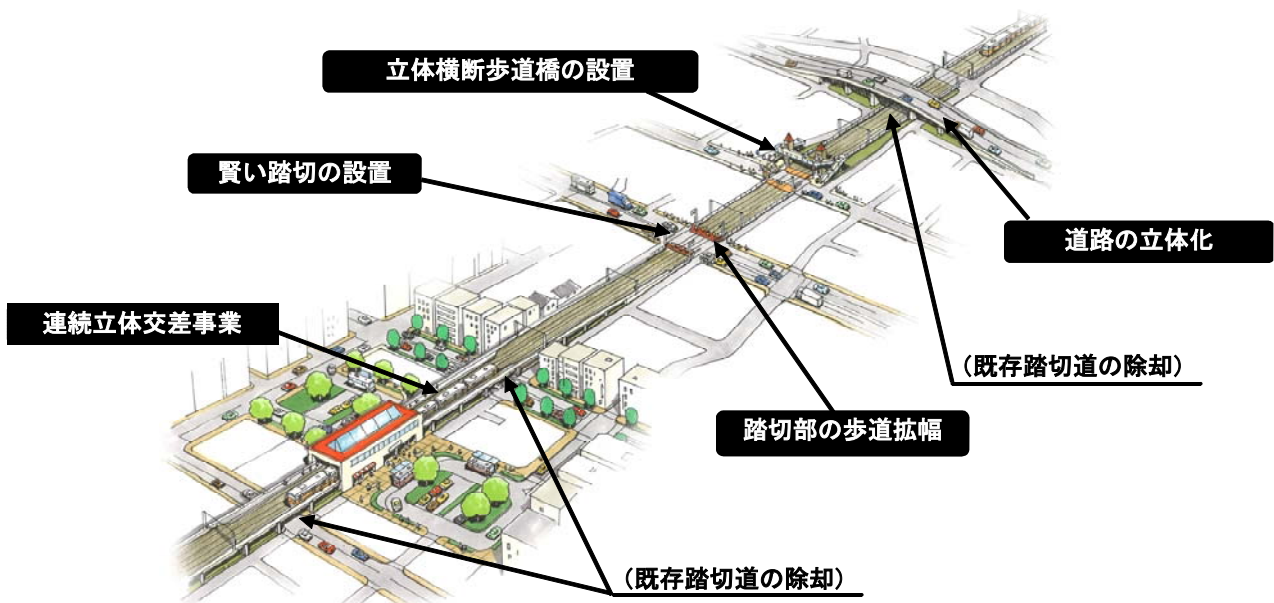 立体横断歩道橋の設置
賢い踏切の設置
道路の立体化
連続立体交差事業
（既存踏切道の除却）
踏切部の歩道拡幅
（既存踏切道の除却）